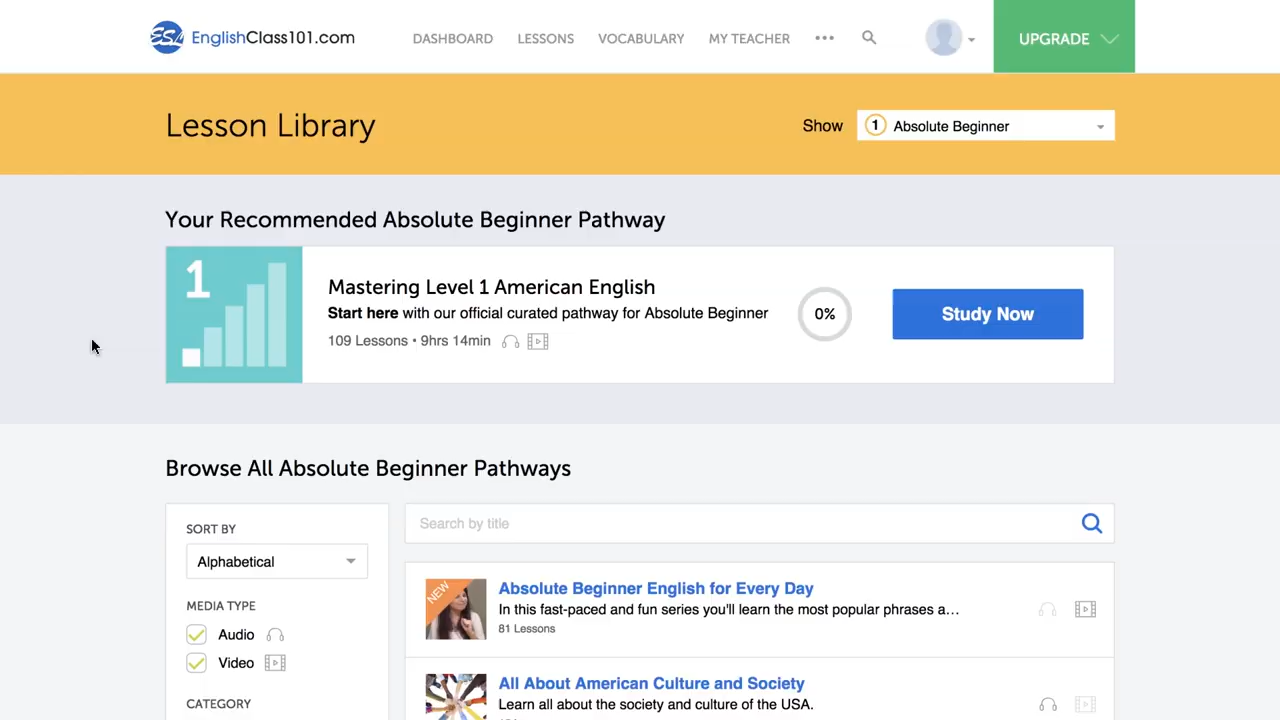 ESL EnglishClass101.com
DASHBOARD LESSONS VOCABULARY MY TEACHER ••• UPGRADE
Lesson Library
Show 1 Absolute Beginner
Your Recommended Absolute Beginner Pathway
1
Mastering Level 1 American English
Start here with our official curated pathway for Absolute Beginner
109 Lessons • 9hrs 14min
0%
Study Now
Browse All Absolute Beginner Pathways
SORT BY
Alphabetical
MEDIA TYPE
Audio
Video
CATEGORY
Search by title
NEW
Absolute Beginner English for Every Day
In this fast-paced and fun series you'll learn the most popular phrases a...
81 Lessons
All About American Culture and Society
Learn all about the society and culture of the USA.